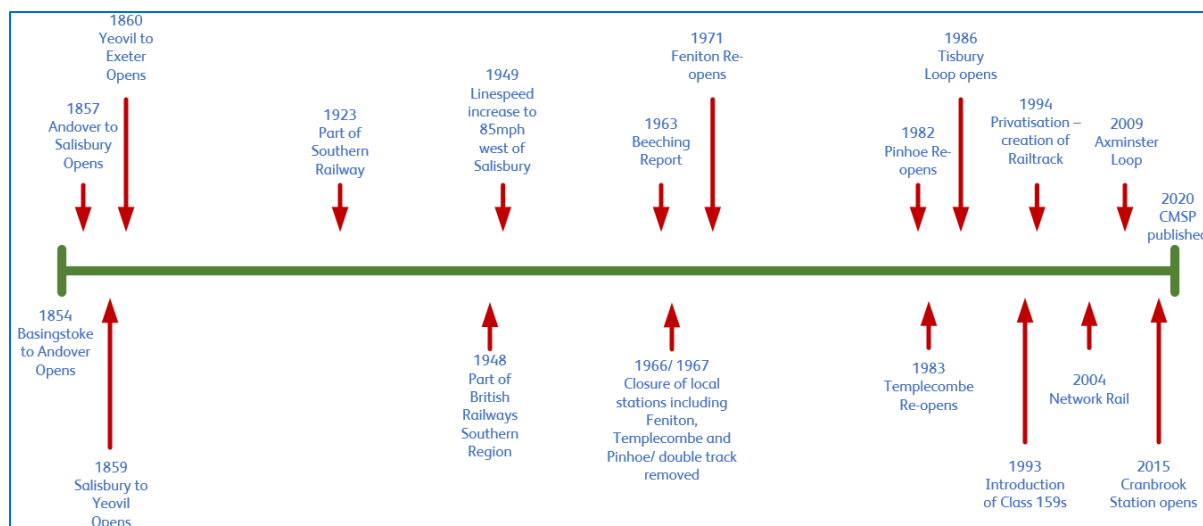 1860
Yeovil to
Exeter
Opens
1857
Andover to
Salisbury
Opens
1923
Part of
Southern
Railway
1949
Linespeed
increase to
85mph
west of
Salisbury
1963
Beeching
Report
1971
Feniton Re-
opens
1982
Pinhoe Re-
opens
1986
Tisbury
Loop opens
1994
Privatisation –
creation of
Railtrack
2009
Axminster
Loop
2020
CMSP
published
1854
Basingstoke
to Andover
Opens
1859
Salisbury to
Yeovil
Opens
1948
Part of
British
Railways
Southern
Region
1966/ 1967
Closure of local
stations including
Feniton,
Templecombe and
Pinhoe/ double track
removed
1983
Templecombe
Re-opens
1993
Introduction
of Class 159s
2004
Network Rail
2015
Cranbrook
Station opens